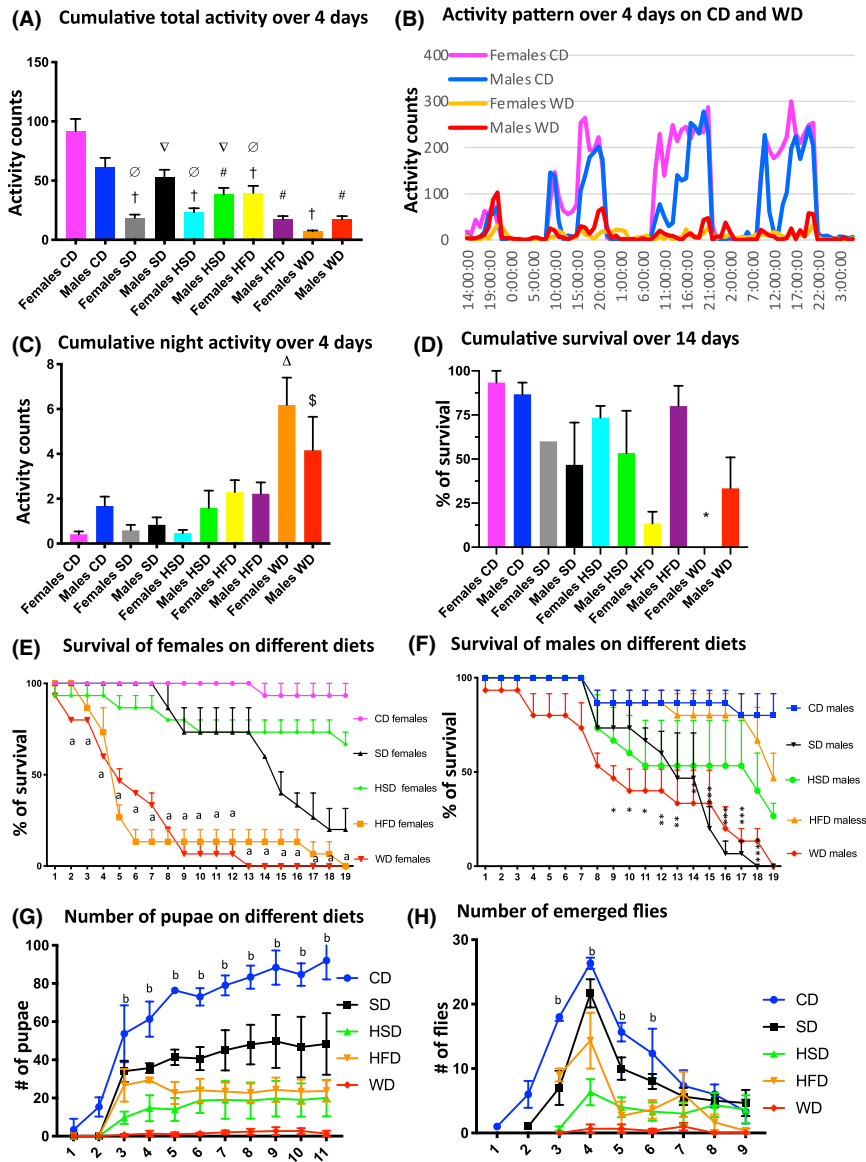 (A) Cumulative total activity over 4 days
Activity counts
150
100
50
0
∅
†
∇
∅
†
∇
#
∅
†
#
†
#
Females CD
Males CD
Females SD
Males SD
Females HSD
Males HSD
Females HFD
Males HFD
Females WD
Males WD
(B) Activity pattern over 4 days on CD and WD
Activity counts
400
300
200
100
0
Females CD
Males CD
Females WD
Males WD
14:00:00
19:00:00
0:00:00
5:00:00
10:00:00
15:00:00
20:00:00
1:00:00
6:00:00
11:00:00
16:00:00
21:00:00
2:00:00
7:00:00
12:00:00
17:00:00
22:00:00
3:00:00
(C) Cumulative night activity over 4 days
Activity counts
8
6
4
2
0
Δ
$
Females CD
Males CD
Females SD
Males SD
Females HSD
Males HSD
Females HFD
Males HFD
Females WD
Males WD
(D) Cumulative survival over 14 days
% of survival
100
75
50
25
0
*
Females CD
Males CD
Females SD
Males SD
Females HSD
Males HSD
Females HFD
Males HFD
Females WD
Males WD
(E) Survival of females on different diets
% of survival
100
50
0
a a a a a a a a a a a a a a a a a a
CD females
SD females
HSD females
HFD females
WD females
1 2 3 4 5 6 7 8 9 10 11 12 13 14 15 16 17 18 19
(F) Survival of males on different diets
% of survival
100
50
0
* * * ** ** ** *** *** *** ***
CD males
SD males
HSD males
HFD maless
WD males
1 2 3 4 5 6 7 8 9 10 11 12 13 14 15 16 17 18 19
(G) Number of pupae on different diets
# of pupae
100
80
60
40
20
0
b b b b b b b b b
CD
SD
HSD
HFD
WD
1 2 3 4 5 6 7 8 9 10 11
(H) Number of emerged flies
# of flies
30
20
10
0
b b b b
CD
SD
HSD
HFD
WD
1 2 3 4 5 6 7 8 9